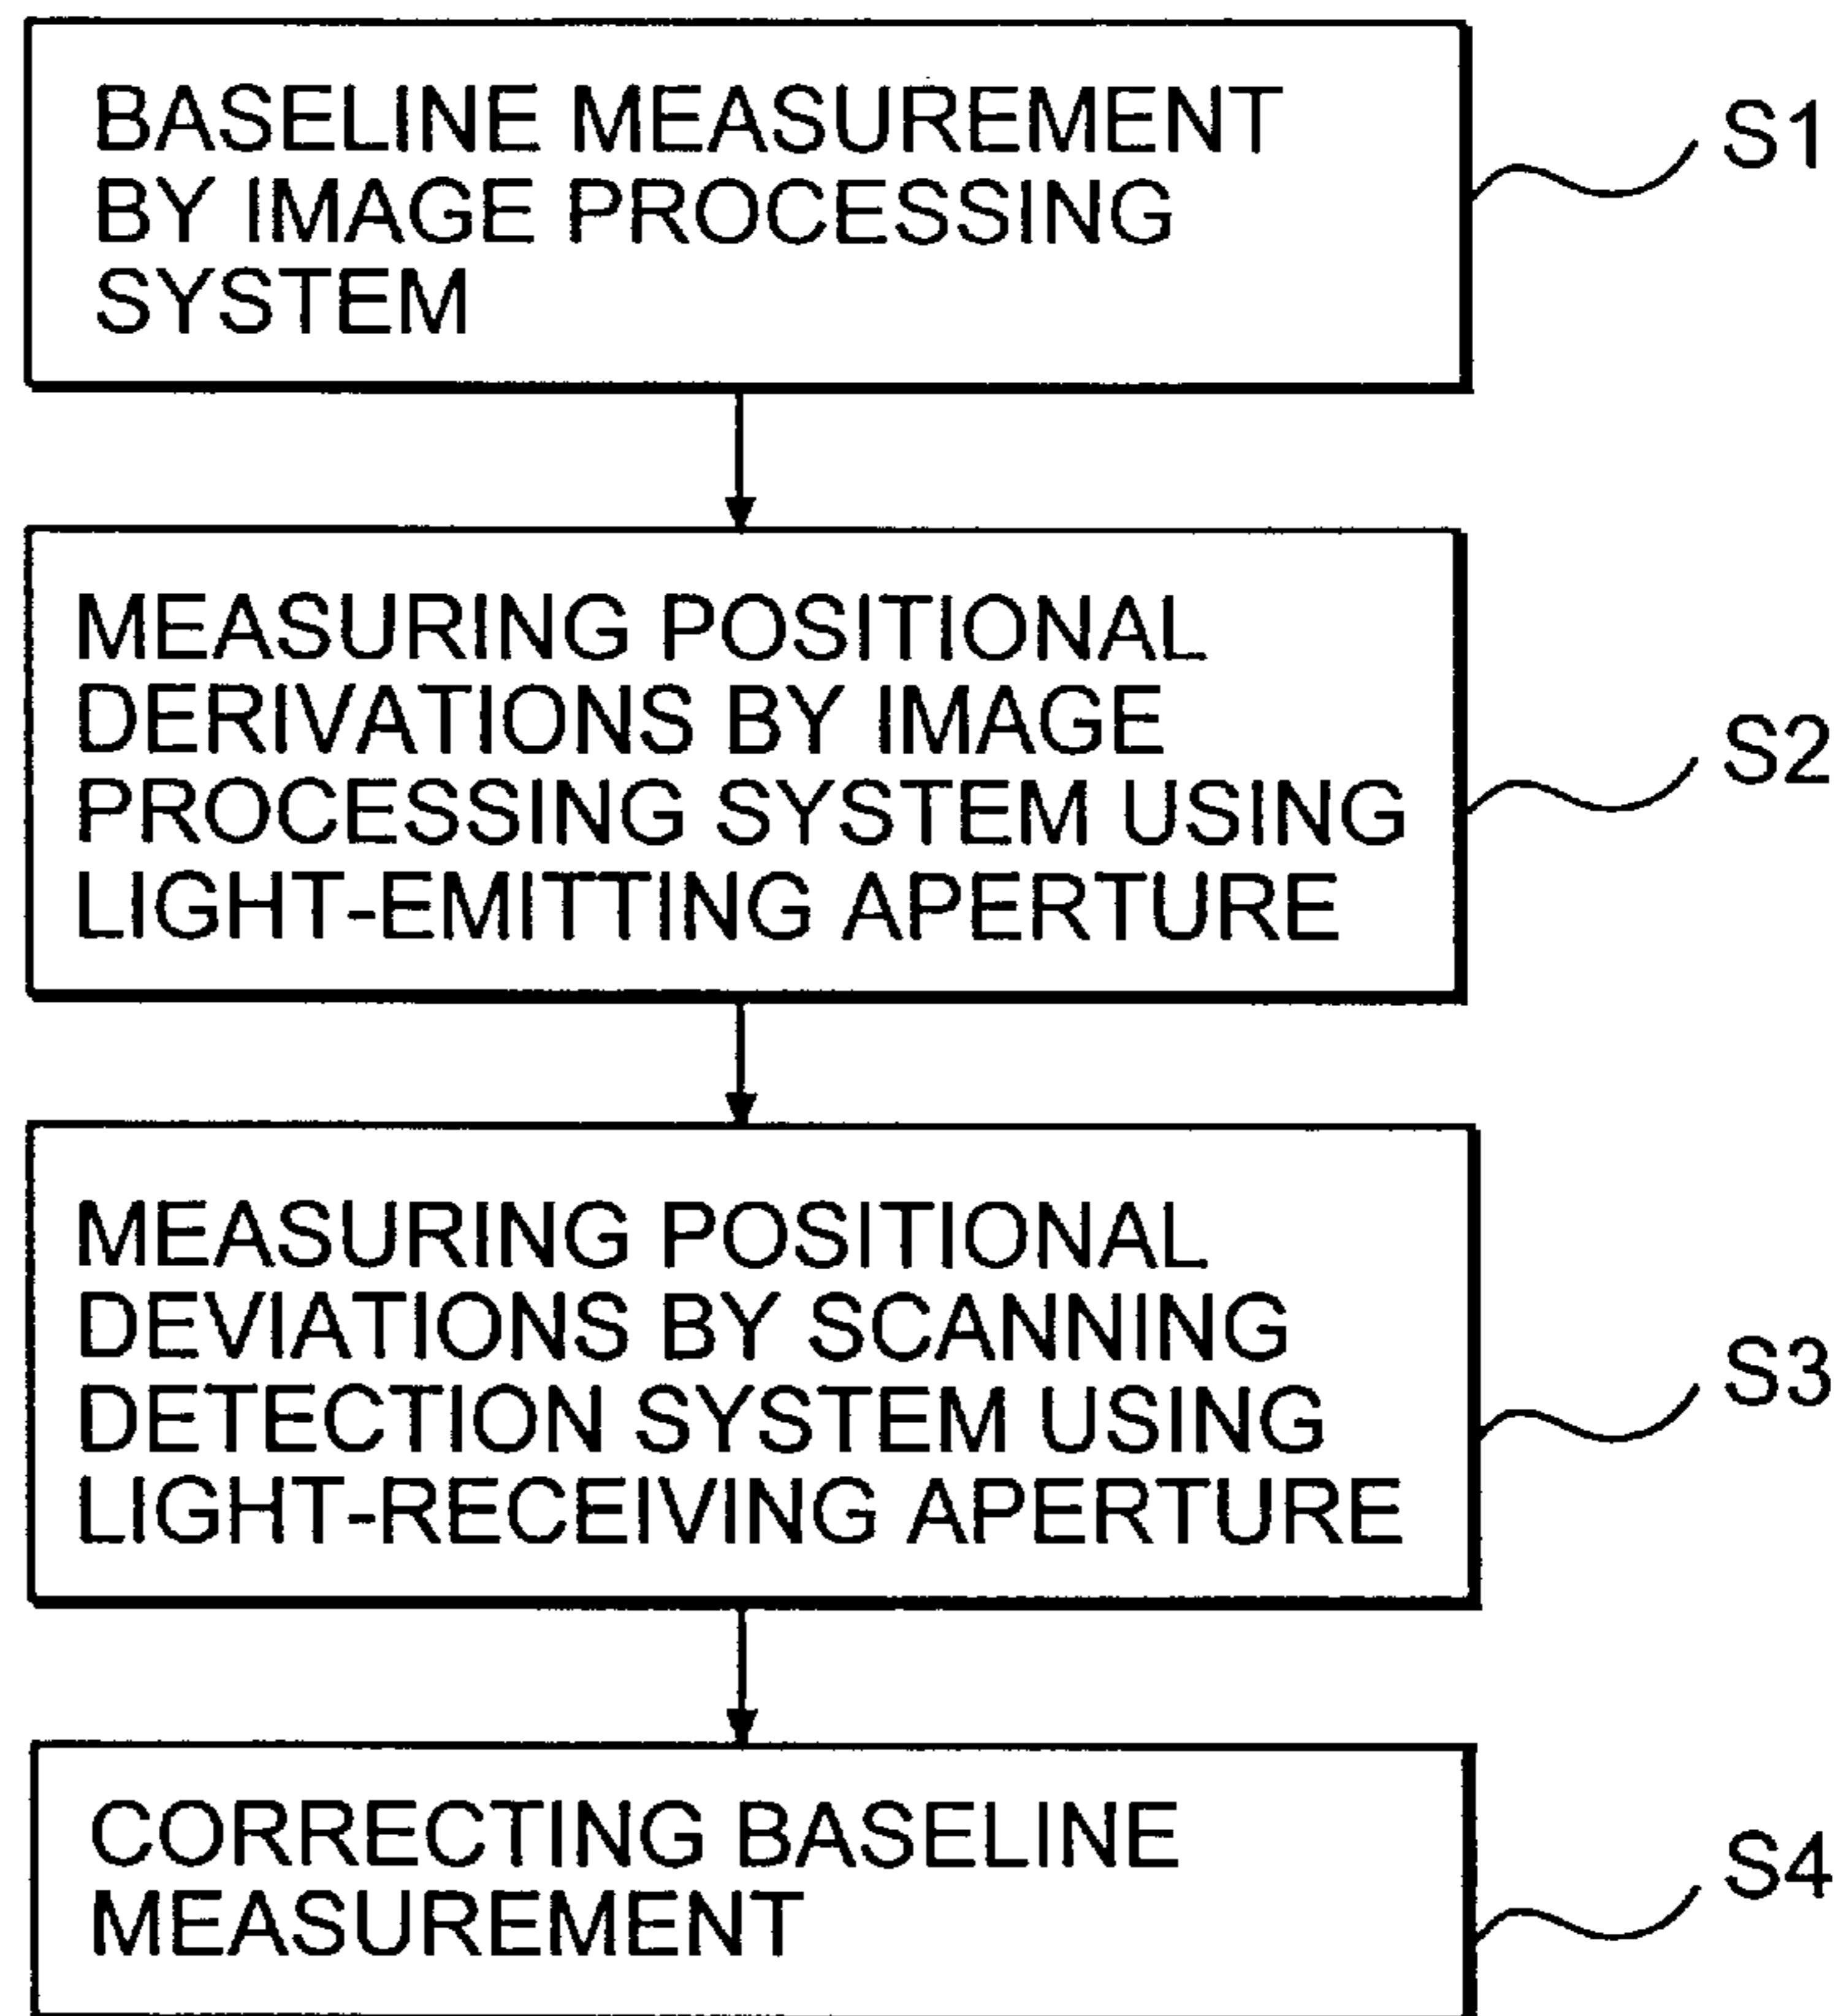 BASELINE MEASUREMENT
BY IMAGE PROCESSING
SYSTEM
S1
MEASURING POSITIONAL
DERIVATIONS BY IMAGE
PROCESSING SYSTEM USING
LIGHT-EMITTING APERTURE
S2
MEASURING POSITIONAL
DEVIATIONS BY SCANNING
DETECTION SYSTEM USING
LIGHT-RECEIVING APERTURE
S3
CORRECTING BASELINE
MEASUREMENT
S4